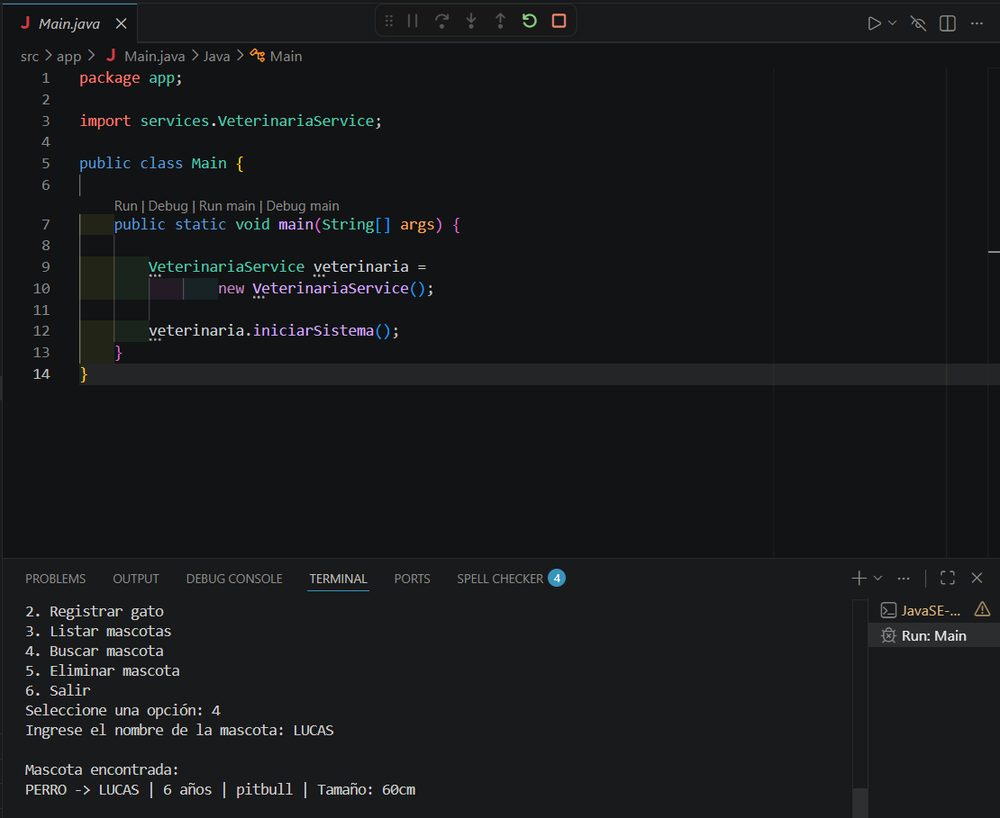 J Main.java
src > app > J Main.java > Java > Main
1 package app;
2
3 import services.VeterinariaService;
4
5 public class Main {
6
Run | Debug | Run main | Debug main
7 public static void main(String[] args) {
8
9 VeterinariaService veterinaria =
10 new VeterinariaService();
11
12 veterinaria.iniciarSistema();
13 }
14 }
PROBLEMS OUTPUT DEBUG CONSOLE TERMINAL PORTS SPELL CHECKER 4
2. Registrar gato
3. Listar mascotas
4. Buscar mascota
5. Eliminar mascota
6. Salir
Seleccione una opción: 4
Ingrese el nombre de la mascota: LUCAS
Mascota encontrada:
PERRO -> LUCAS | 6 años | pitbull | Tamaño: 60cm
JavaSE-...
Run: Main